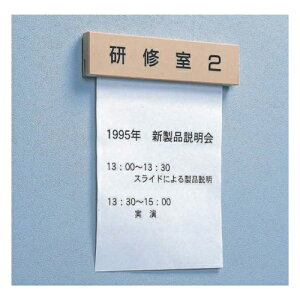 研修室2
1995年　新製品説明会
13：00～13：30
スライドによる製品説明
13：30～15：00
実　演